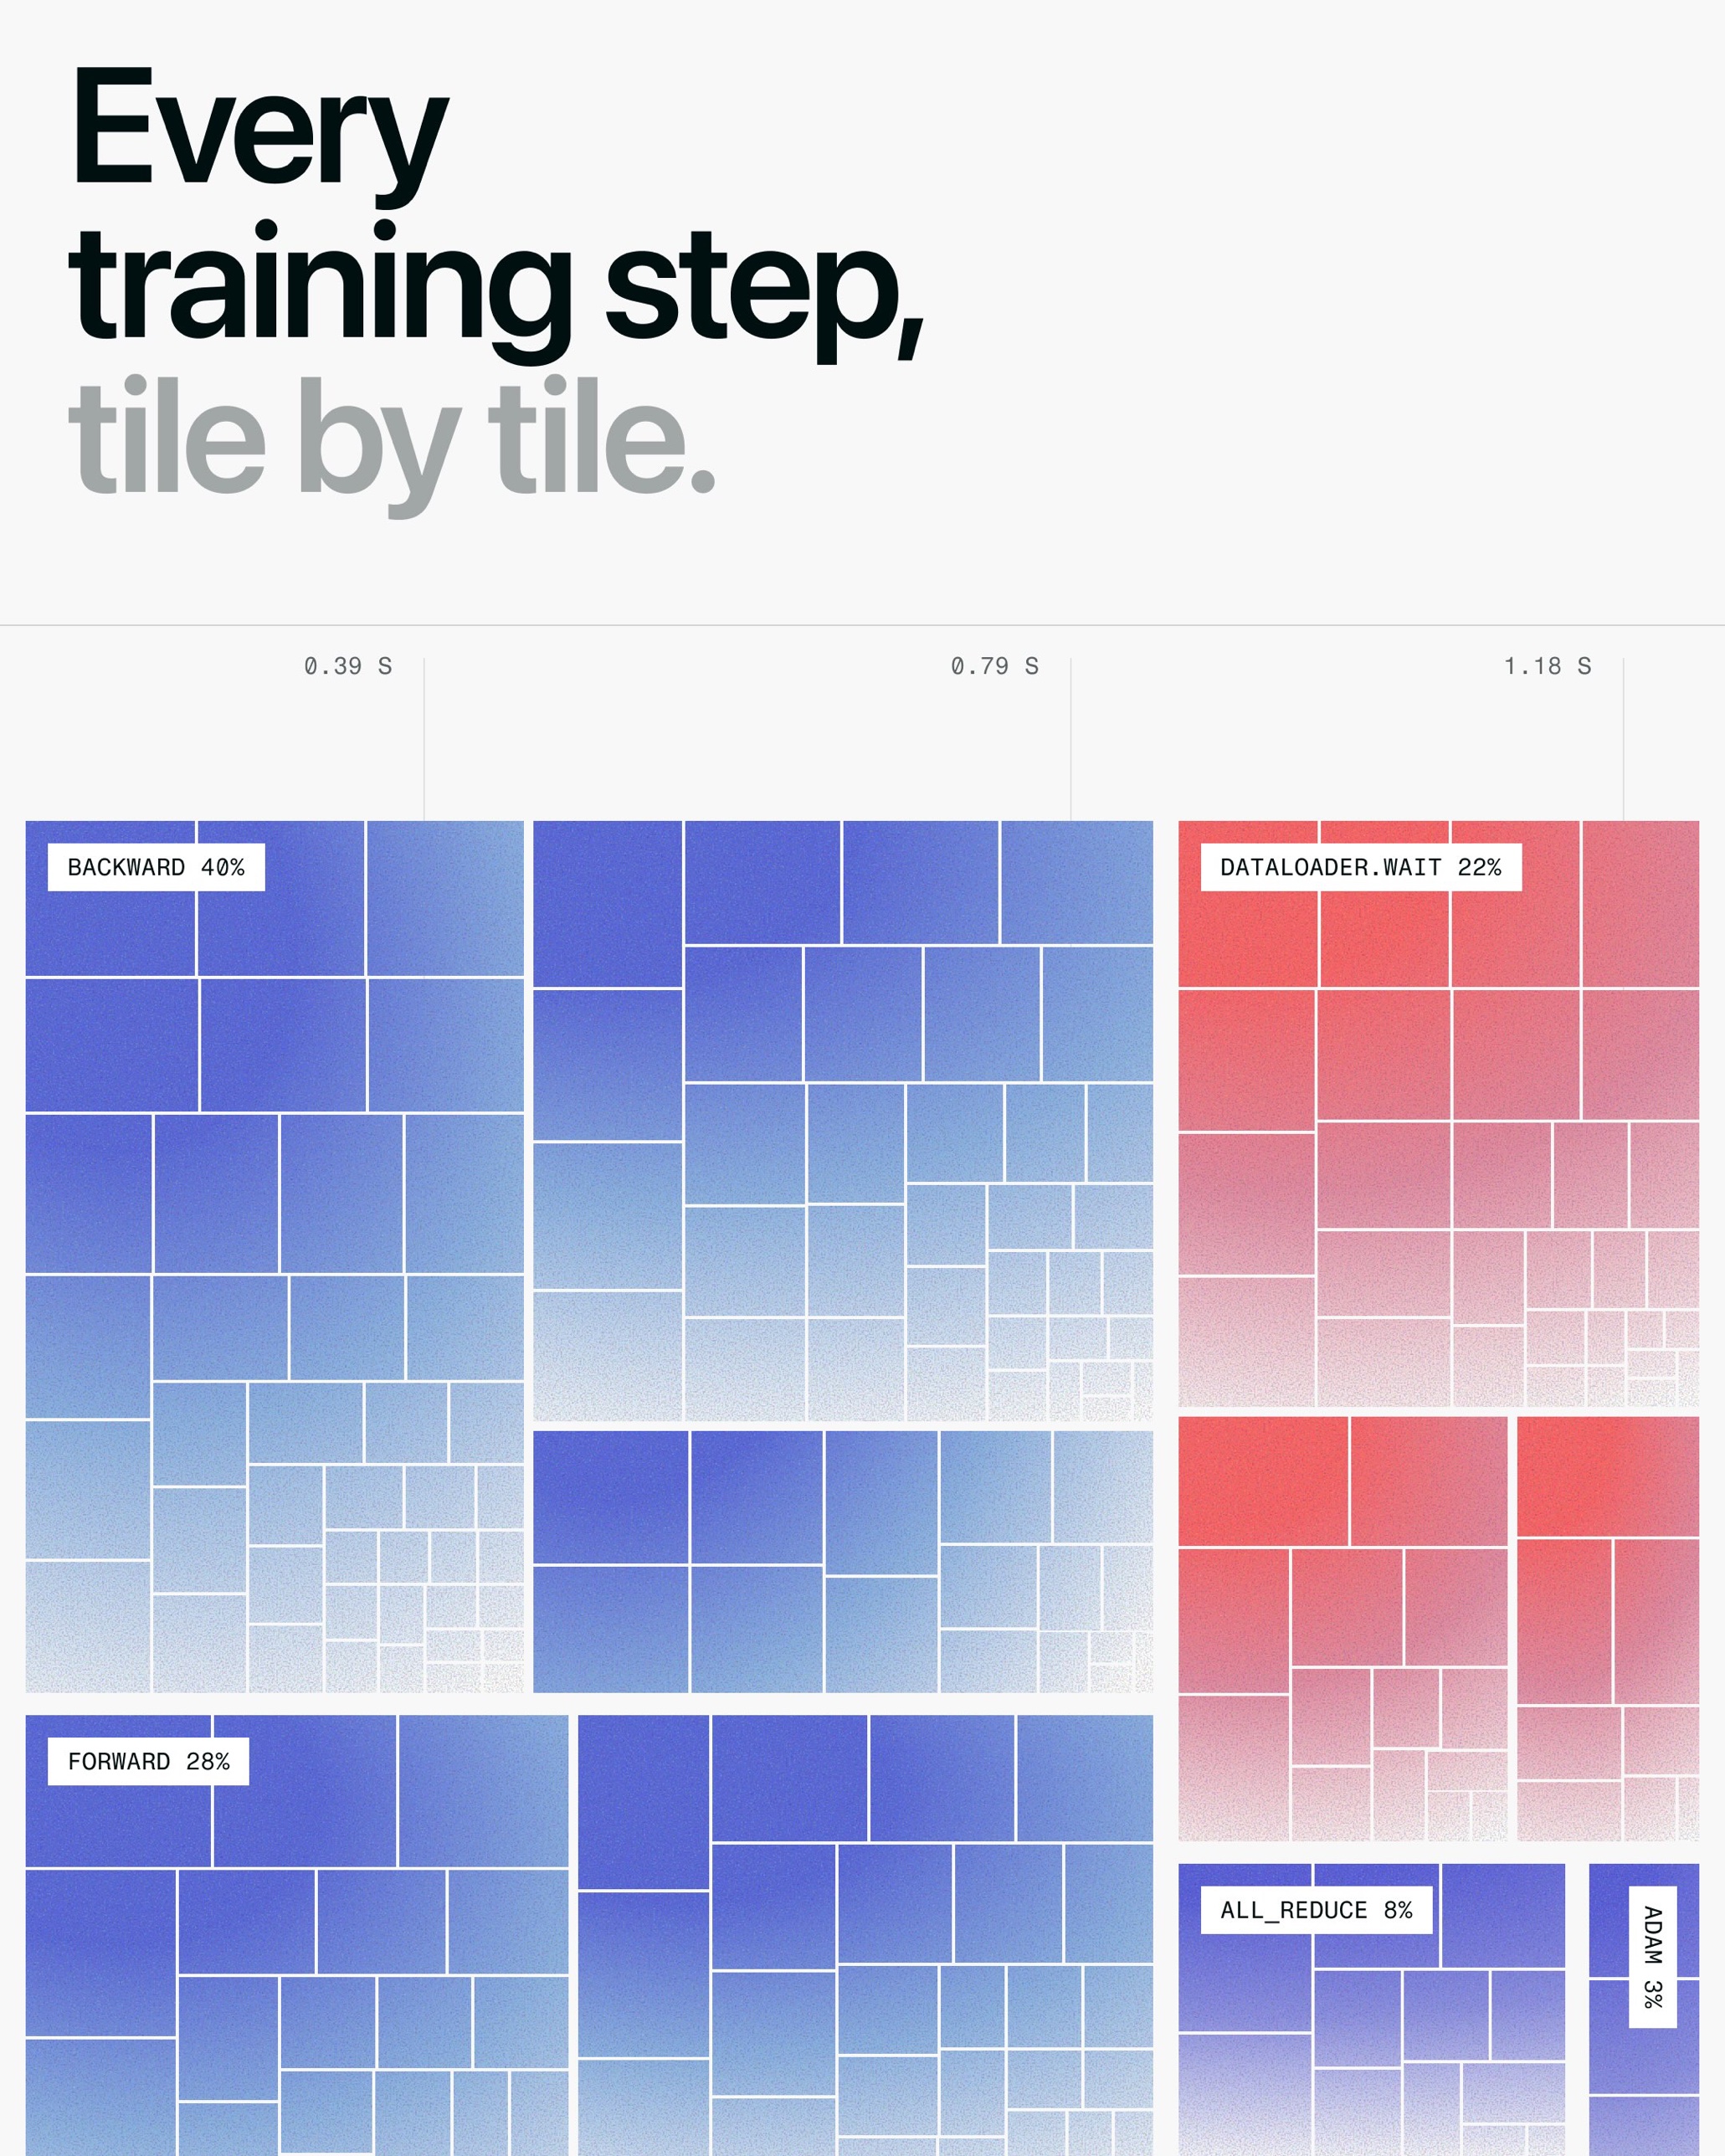 Every
training step,
tile by tile.
0.39 S
0.79 S
1.18 S
BACKWARD 40%
DATALOADER.WAIT 22%
FORWARD 28%
ALL_REDUCE 8%
ADAM 3%